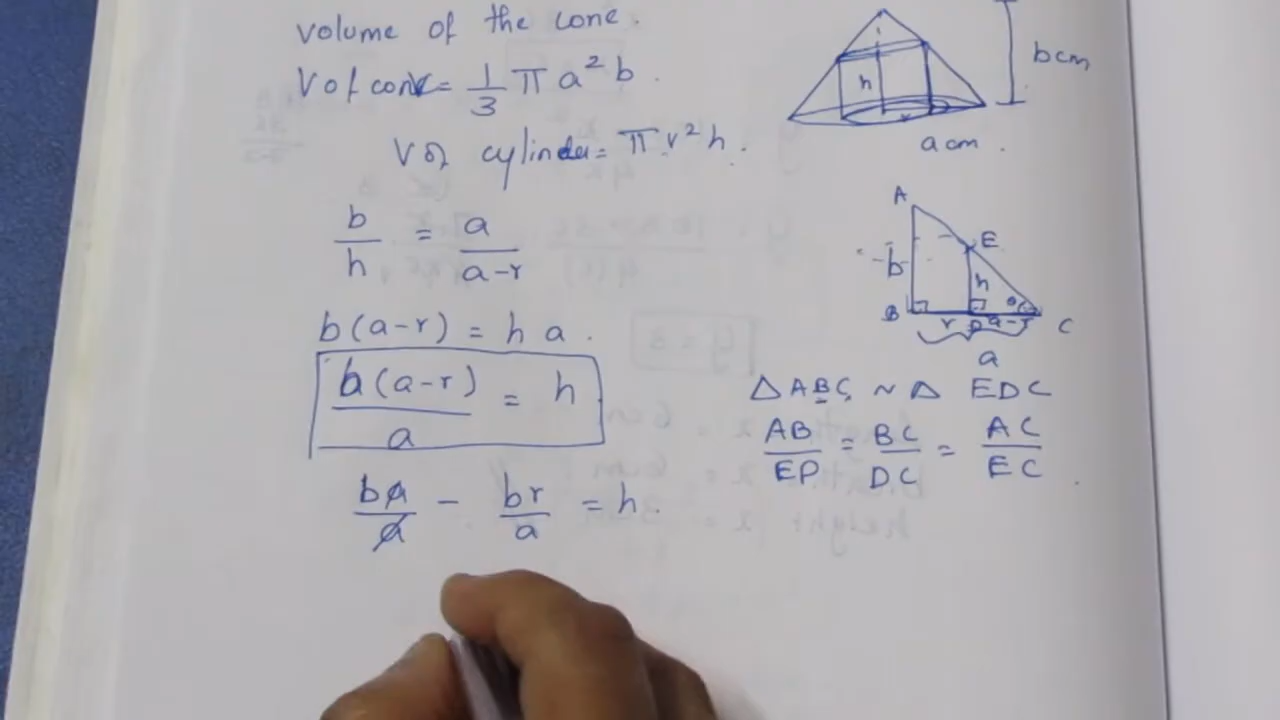 volume of the cone.
V of cone = 1/3 π a² b.
V of cylinder = π r² h.
b/h = a/a-r
b(a-r) = h a.
b(a-r)/a = h
ba/a - br/a = h.
h
r
b cm
a cm.
A
E
b
h
θ
B
r
D
a-r
C
a
△ ABC ~ △ EDC
AB/ED = BC/DC = AC/EC.